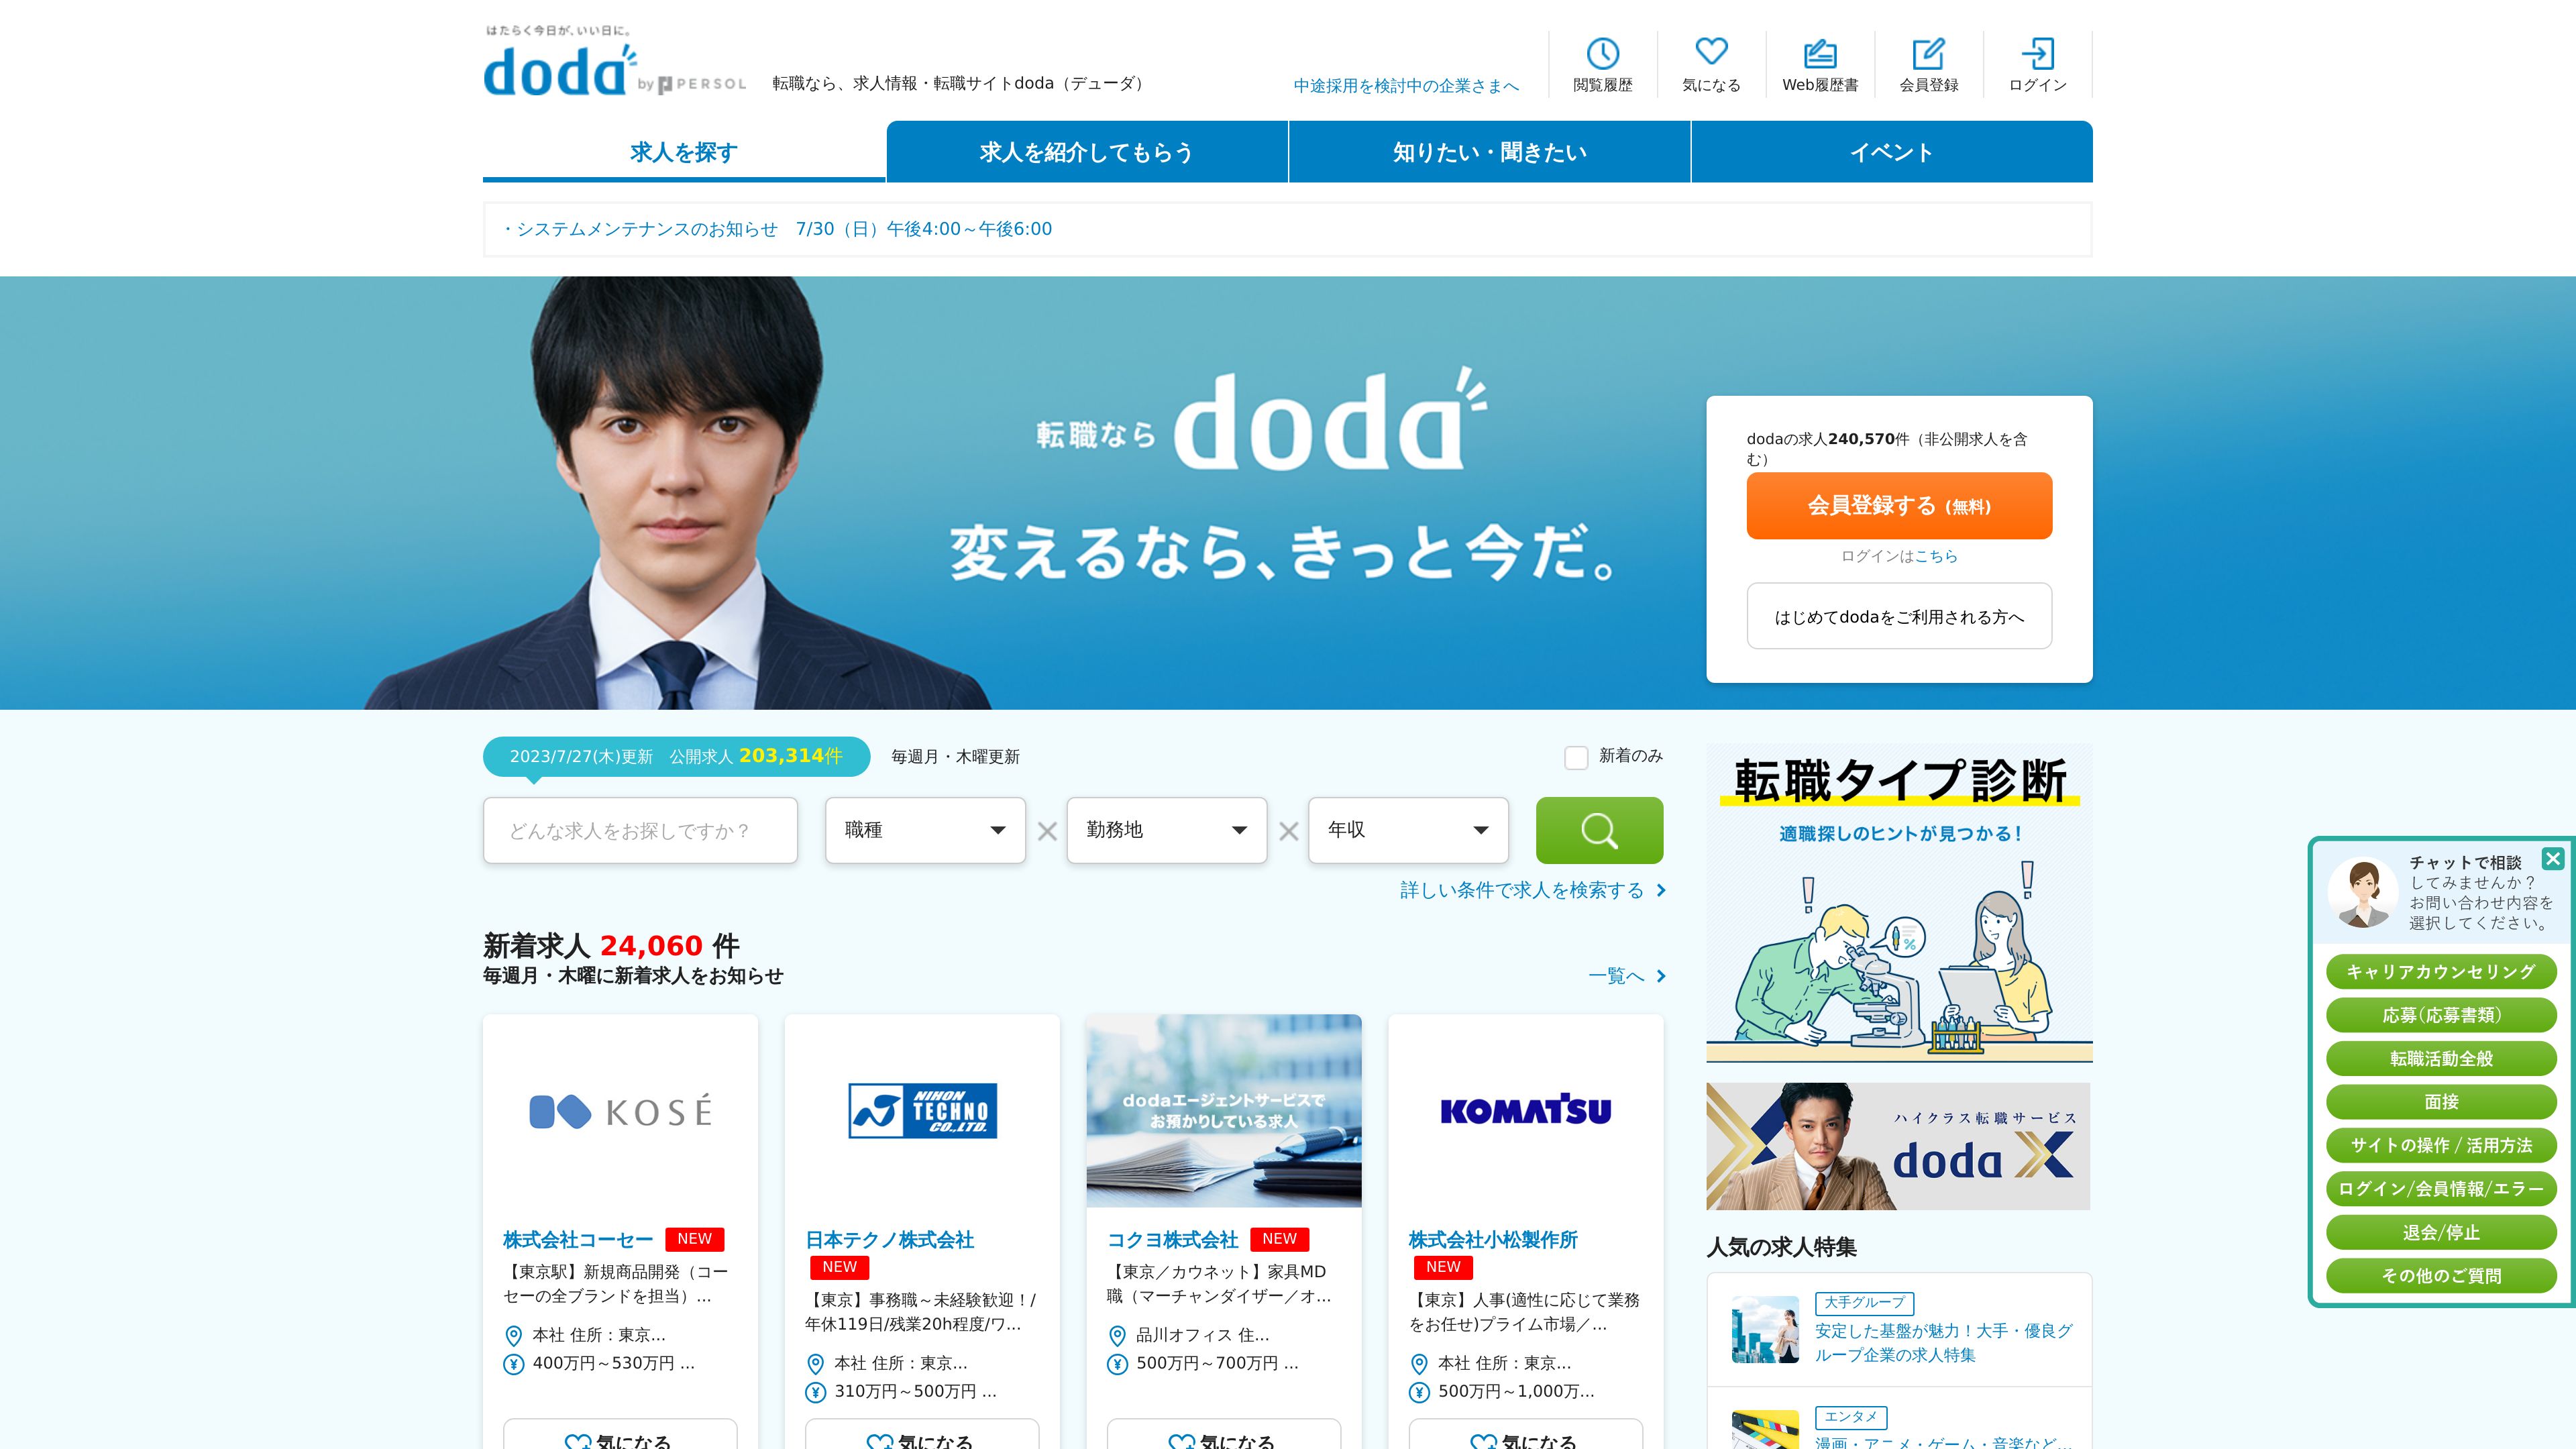 はたらく今日が、いい日に。
doda by PERSOL
転職なら、求人情報・転職サイトdoda（デューダ）
中途採用を検討中の企業さまへ
閲覧履歴
気になる
Web履歴書
会員登録
ログイン
求人を探す
求人を紹介してもらう
知りたい・聞きたい
イベント
・システムメンテナンスのお知らせ　7/30（日）午後4:00～午後6:00
転職なら doda
変えるなら、きっと今だ。
dodaの求人240,570件（非公開求人を含
む）
会員登録する (無料)
ログインはこちら
はじめてdodaをご利用される方へ
2023/7/27(木)更新　公開求人 203,314件
毎週月・木曜更新
新着のみ
どんな求人をお探しですか？
職種
勤務地
年収
詳しい条件で求人を検索する
新着求人 24,060 件
毎週月・木曜に新着求人をお知らせ
一覧へ
KOSÉ
株式会社コーセー NEW
【東京駅】新規商品開発（コー
セーの全ブランドを担当）…
本社 住所：東京…
400万円～530万円 …
気になる
NIHON
TECHNO
CO.,LTD.
日本テクノ株式会社
NEW
【東京】事務職～未経験歓迎！/
年休119日/残業20h程度/ワ…
本社 住所：東京…
310万円～500万円 …
気になる
dodaエージェントサービスで
お預かりしている求人
コクヨ株式会社 NEW
【東京／カウネット】家具MD
職（マーチャンダイザー／オ…
品川オフィス 住…
500万円～700万円 …
気になる
KOMATSU
株式会社小松製作所
NEW
【東京】人事(適性に応じて業務
をお任せ)プライム市場／…
本社 住所：東京…
500万円～1,000万…
気になる
転職タイプ診断
適職探しのヒントが見つかる！
%
ハイクラス転職サービス
doda X
人気の求人特集
大手グループ
安定した基盤が魅力！大手・優良グ
ループ企業の求人特集
エンタメ
漫画・アニメ・ゲーム・音楽など…
チャットで相談
してみませんか？
お問い合わせ内容を
選択してください。
キャリアカウンセリング
応募（応募書類）
転職活動全般
面接
サイトの操作 / 活用方法
ログイン/会員情報/エラー
退会/停止
その他のご質問